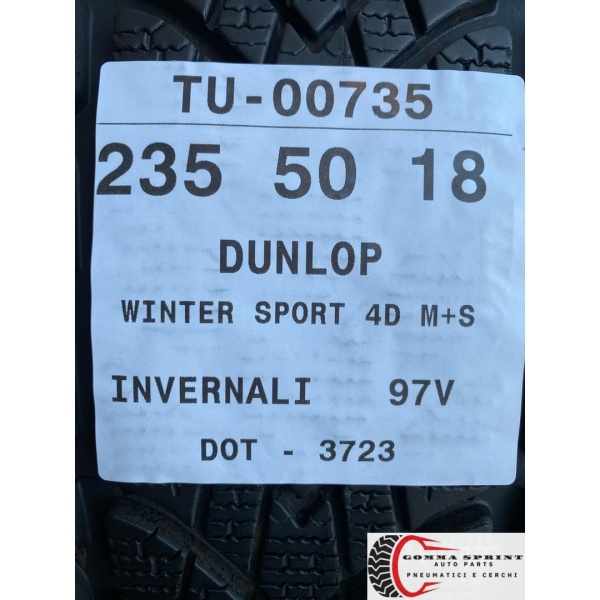 TU-00735
235 50 18
DUNLOP
WINTER SPORT 4D M+S
INVERNALI 97V
DOT - 3723
GOMMA SPRINT
AUTO PARTS
PNEUMATICI E CERCHI